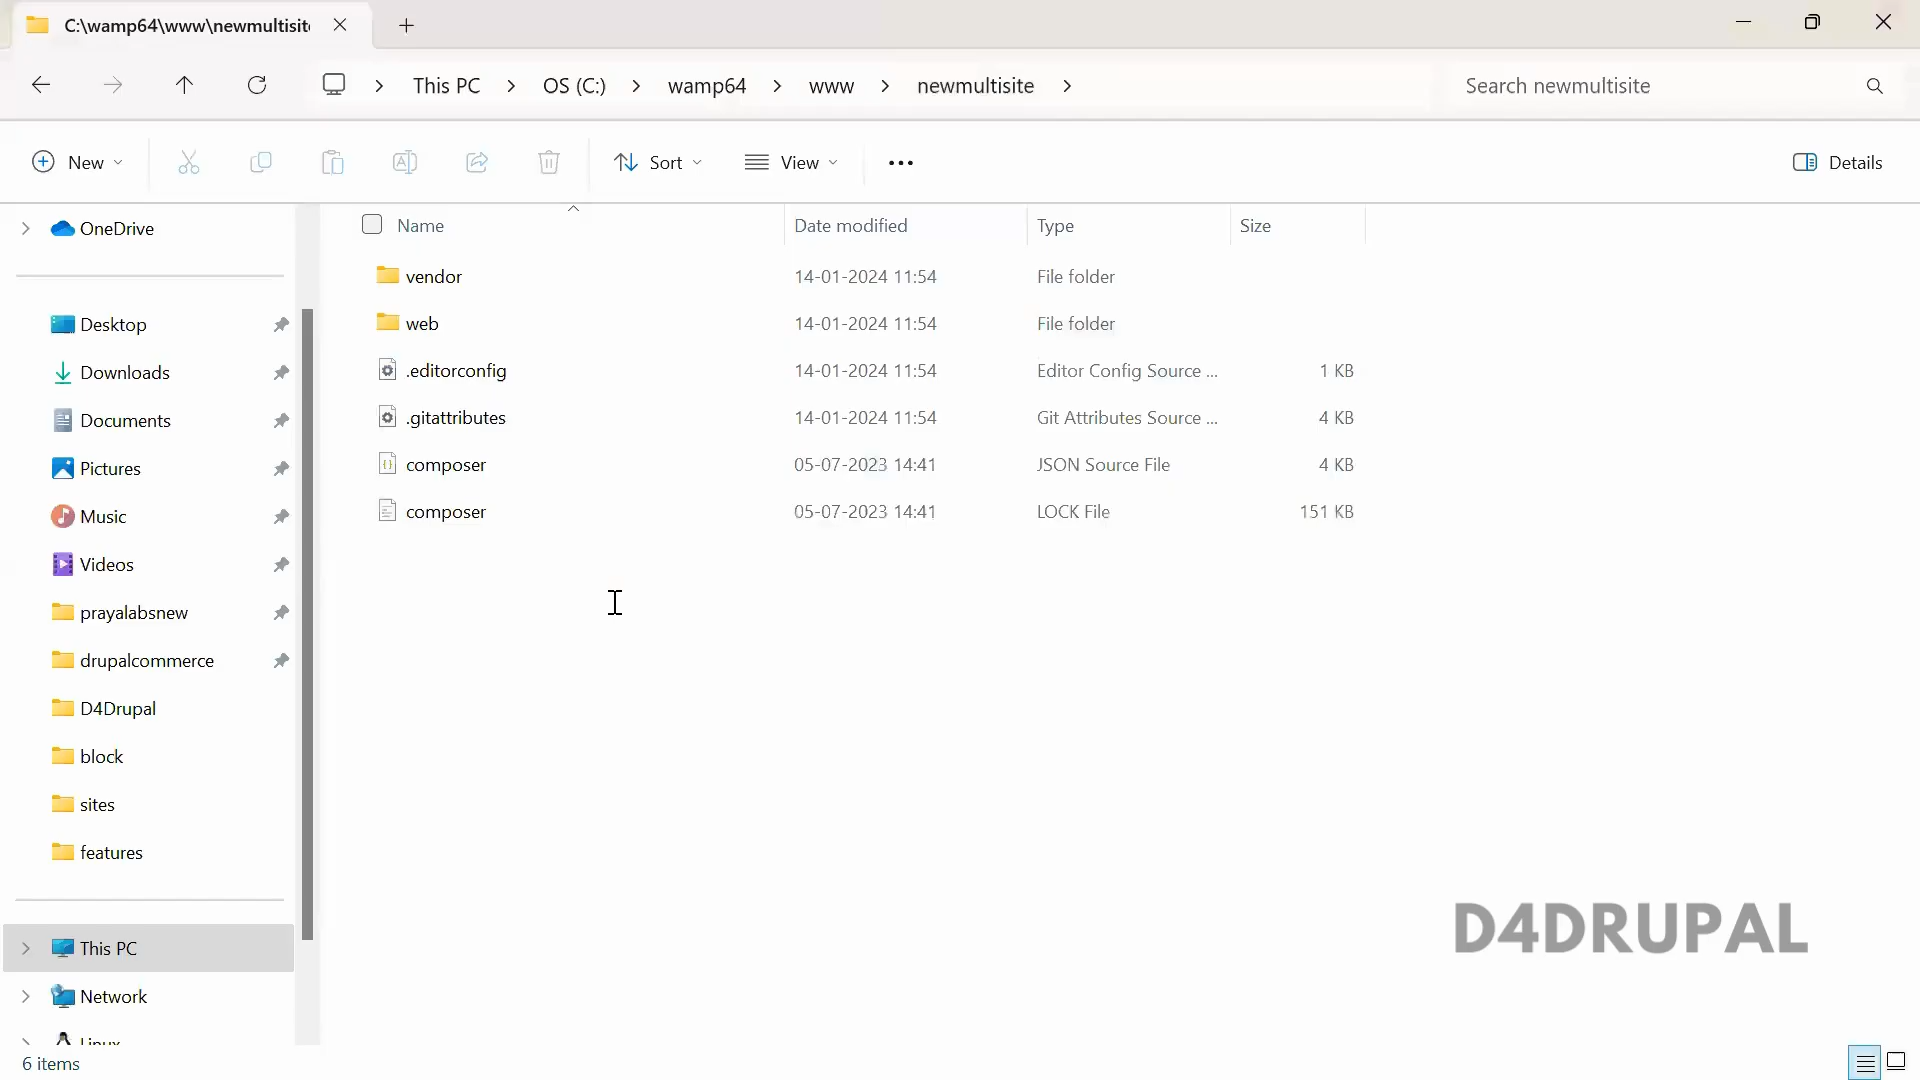 C:\wamp64\www\newmultisit
This PC > OS (C:) > wamp64 > www > newmultisite >
Search newmultisite
New
Sort
View
Details
OneDrive
Desktop
Downloads
Documents
Pictures
Music
Videos
prayalabsnew
drupalcommerce
D4Drupal
block
sites
features
This PC
Network
Linux
Name Date modified Type Size
vendor 14-01-2024 11:54 File folder
web 14-01-2024 11:54 File folder
.editorconfig 14-01-2024 11:54 Editor Config Source ... 1 KB
.gitattributes 14-01-2024 11:54 Git Attributes Source ... 4 KB
composer 05-07-2023 14:41 JSON Source File 4 KB
composer 05-07-2023 14:41 LOCK File 151 KB
D4DRUPAL
6 items